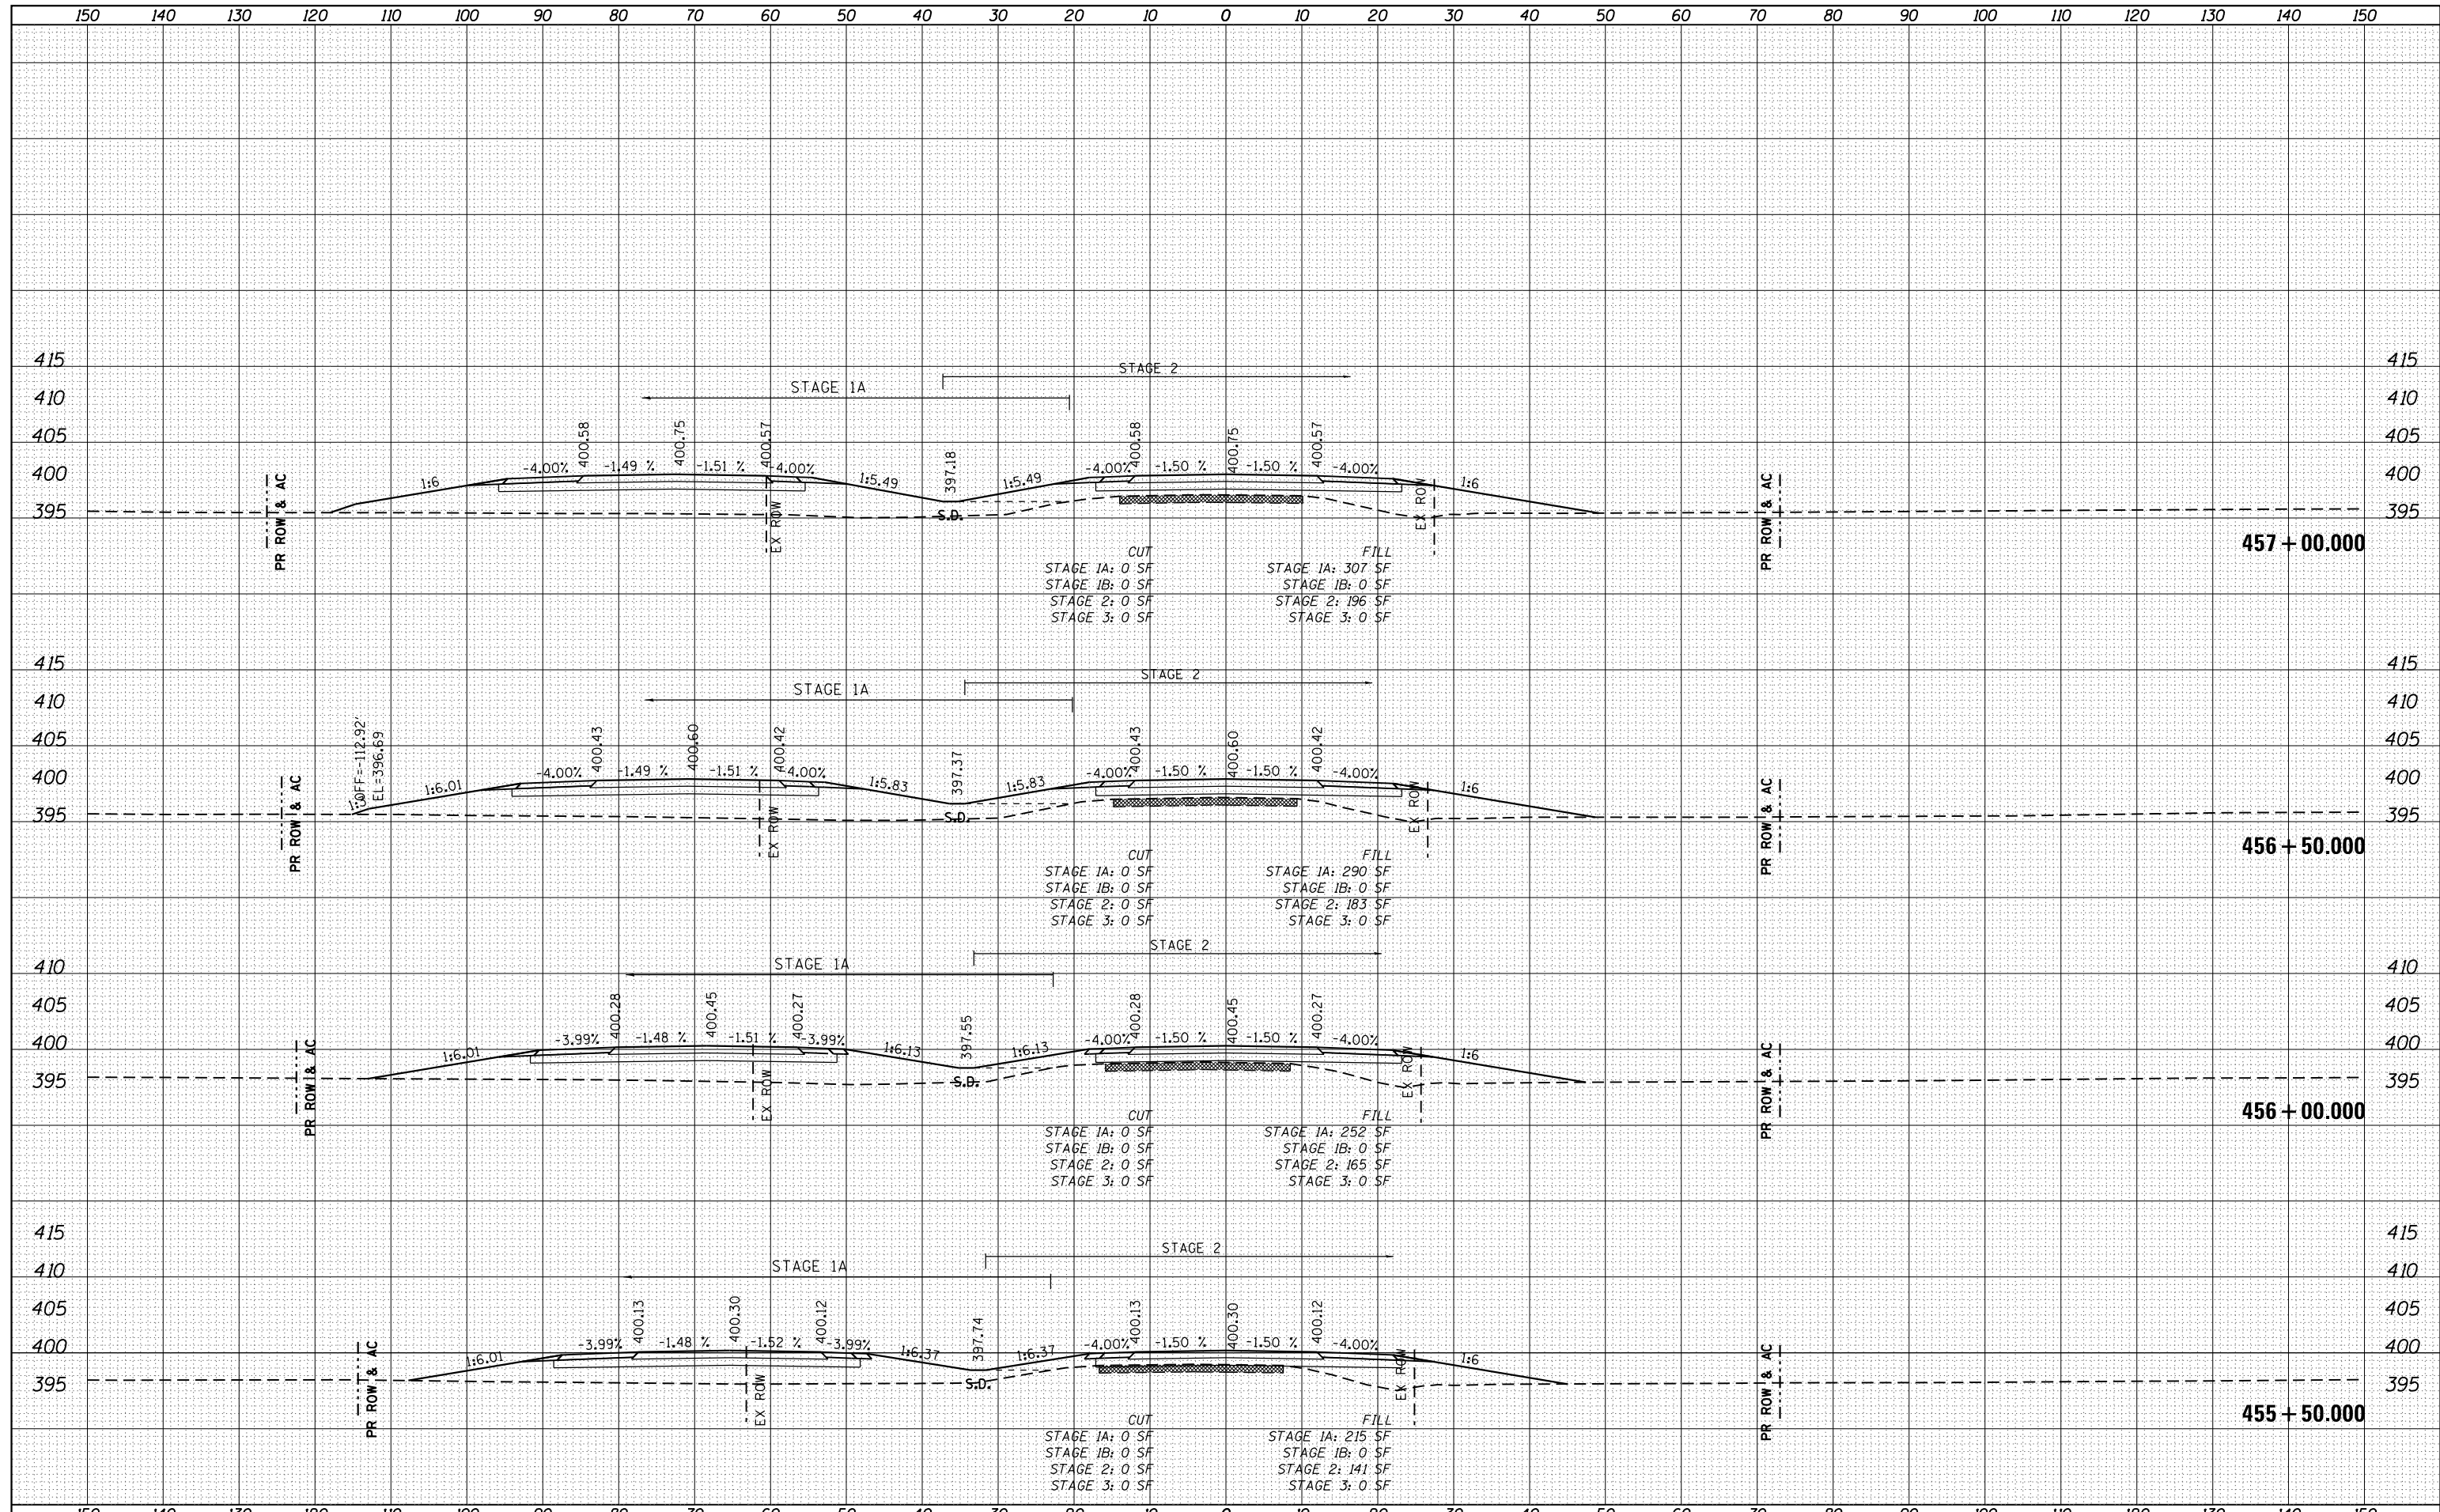 150 140 130 120 110 100 90 80 70 60 50 40 30 20 10 0 10 20 30 40 50 60 70 80 90 100 110 120 130 140 150
415 415
STAGE 2
STAGE 1A
410 410
405 400.58 400.75 400.57 400.58 400.75 400.57 405
397.18
400 -4.00% -1.49 % -1.51 % -4.00% -4.00% -1.50 % -1.50 % -4.00% 400
1:6 1:5.49 1:5.49 1:6
395 S.D. 395
PR ROW & AC EX ROW EX ROW PR ROW & AC
457+00.000
CUT FILL
STAGE 1A: 0 SF STAGE 1A: 307 SF
STAGE 1B: 0 SF STAGE 1B: 0 SF
STAGE 2: 0 SF STAGE 2: 196 SF
STAGE 3: 0 SF STAGE 3: 0 SF
415 415
STAGE 2
STAGE 1A
410 410
OFF=-112.92'
EL=396.69
405 400.43 400.60 400.42 400.43 400.60 400.42 405
397.37
400 -4.00% -1.49 % -1.51 % -4.00% -4.00% -1.50 % -1.50 % -4.00% 400
1:6.01 1:5.83 1:5.83 1:6
395 S.D. 395
PR ROW & AC EX ROW EX ROW PR ROW & AC
456+50.000
CUT FILL
STAGE 1A: 0 SF STAGE 1A: 290 SF
STAGE 1B: 0 SF STAGE 1B: 0 SF
STAGE 2: 0 SF STAGE 2: 183 SF
STAGE 3: 0 SF STAGE 3: 0 SF
STAGE 2
410 STAGE 1A 410
405 400.28 400.45 400.27 400.28 400.45 400.27 405
397.55
400 -3.99% -1.48 % -1.51 % -3.99% -4.00% -1.50 % -1.50 % -4.00% 400
1:6.01 1:6.13 1:6.13 1:6
395 S.D. 395
PR ROW & AC EX ROW EX ROW PR ROW & AC
456+00.000
CUT FILL
STAGE 1A: 0 SF STAGE 1A: 252 SF
STAGE 1B: 0 SF STAGE 1B: 0 SF
STAGE 2: 0 SF STAGE 2: 165 SF
STAGE 3: 0 SF STAGE 3: 0 SF
415 415
STAGE 2
410 STAGE 1A 410
405 400.13 400.30 400.12 400.13 400.30 400.12 405
397.74
400 -3.99% -1.48 % -1.52 % -3.99% -4.00% -1.50 % -1.50 % -4.00% 400
1:6.01 1:6.37 1:6.37 1:6
395 S.D. 395
PR ROW & AC EX ROW EX ROW PR ROW & AC
455+50.000
CUT FILL
STAGE 1A: 0 SF STAGE 1A: 215 SF
STAGE 1B: 0 SF STAGE 1B: 0 SF
STAGE 2: 0 SF STAGE 2: 141 SF
STAGE 3: 0 SF STAGE 3: 0 SF